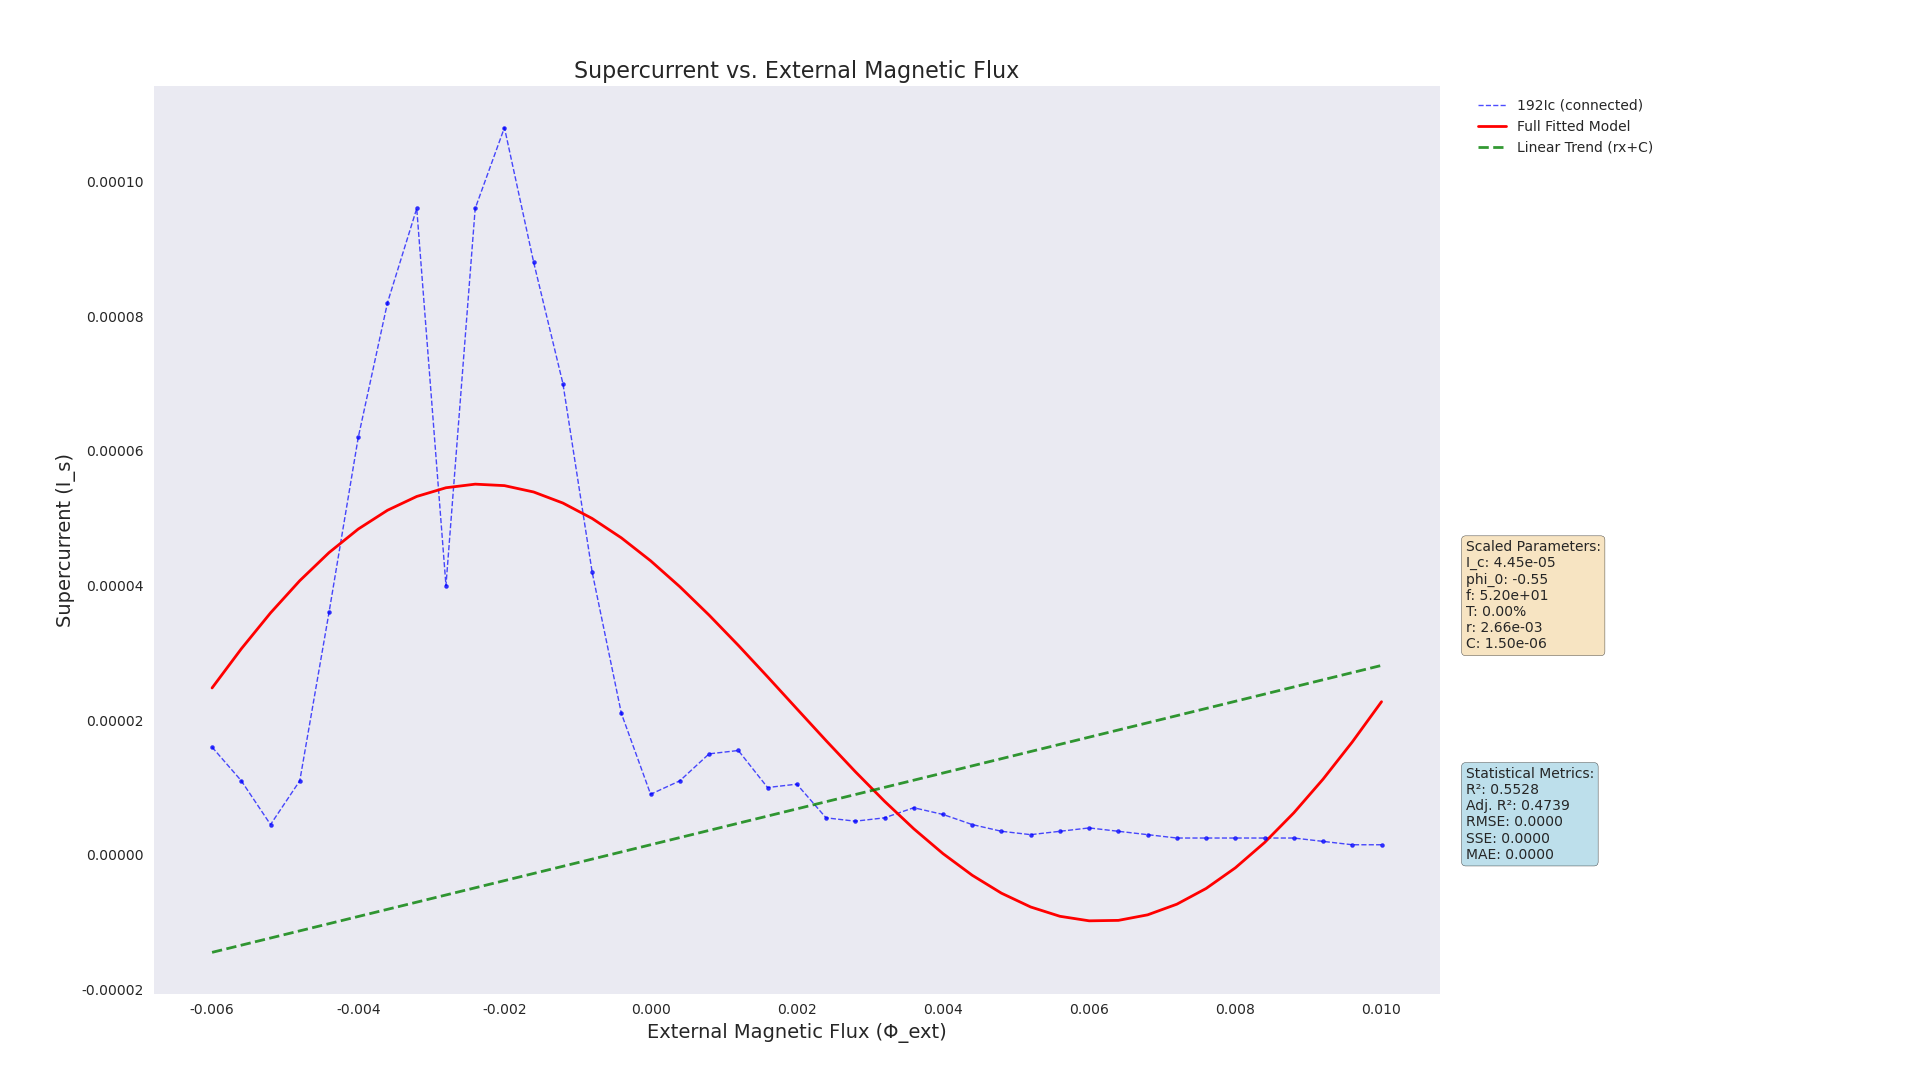 Supercurrent vs. External Magnetic Flux
192Ic (connected)
Full Fitted Model
Linear Trend (rx+C)
Supercurrent (I_s)
0.00010
0.00008
0.00006
0.00004
0.00002
0.00000
-0.00002
-0.006
-0.004
-0.002
0.000
0.002
0.004
0.006
0.008
0.010
External Magnetic Flux (Φ_ext)
Scaled Parameters:
I_c: 4.45e-05
phi_0: -0.55
f: 5.20e+01
T: 0.00%
r: 2.66e-03
C: 1.50e-06
Statistical Metrics:
R²: 0.5528
Adj. R²: 0.4739
RMSE: 0.0000
SSE: 0.0000
MAE: 0.0000